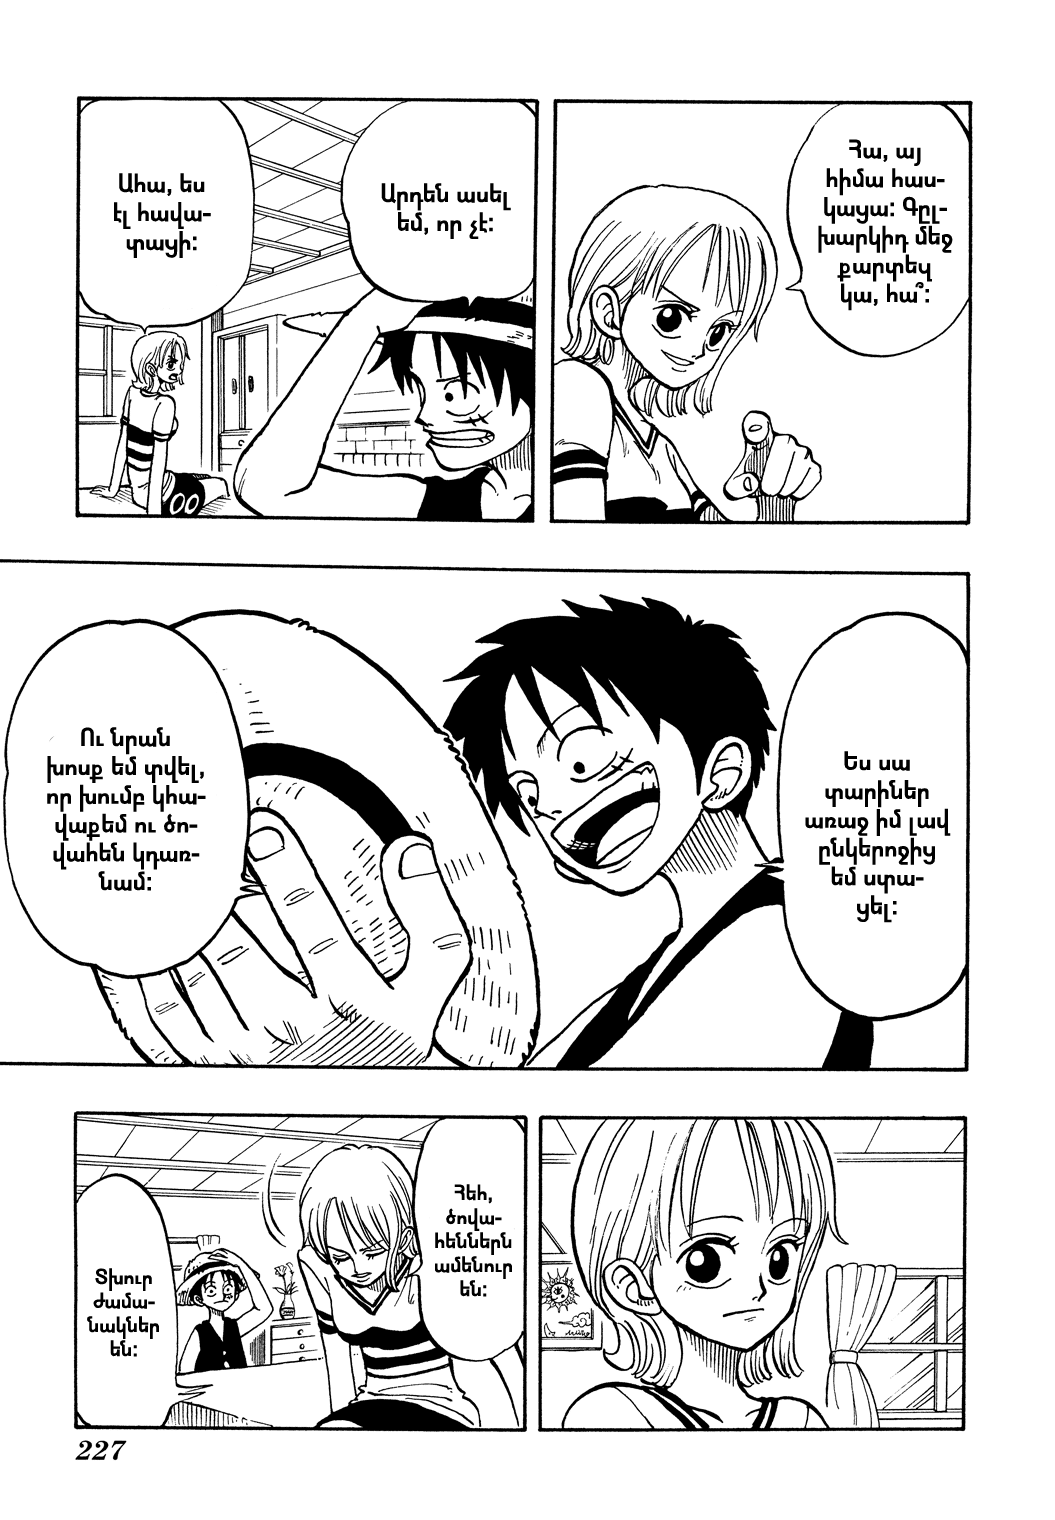 Հա, այ
հիմա հաս-
կացա: Գըլ-
խարկիդ մեջ
քարտեզ
կա, հա՞:
Արդեն ասել
եմ, որ չէ:
Ահա, ես
էլ հավա-
տացի:
Ես սա
տարիներ
առաջ իմ լավ
ընկերոջից
եմ ստա-
ցել:
Ու նրան
խոսք եմ տվել,
որ խումբ կհա-
վաքեմ ու ծո-
վահեն կդառ-
նամ:
Հեհ,
ծովա-
հեններն
ամենուր
են:
Տխուր
ժամա-
նակներ
են:
227